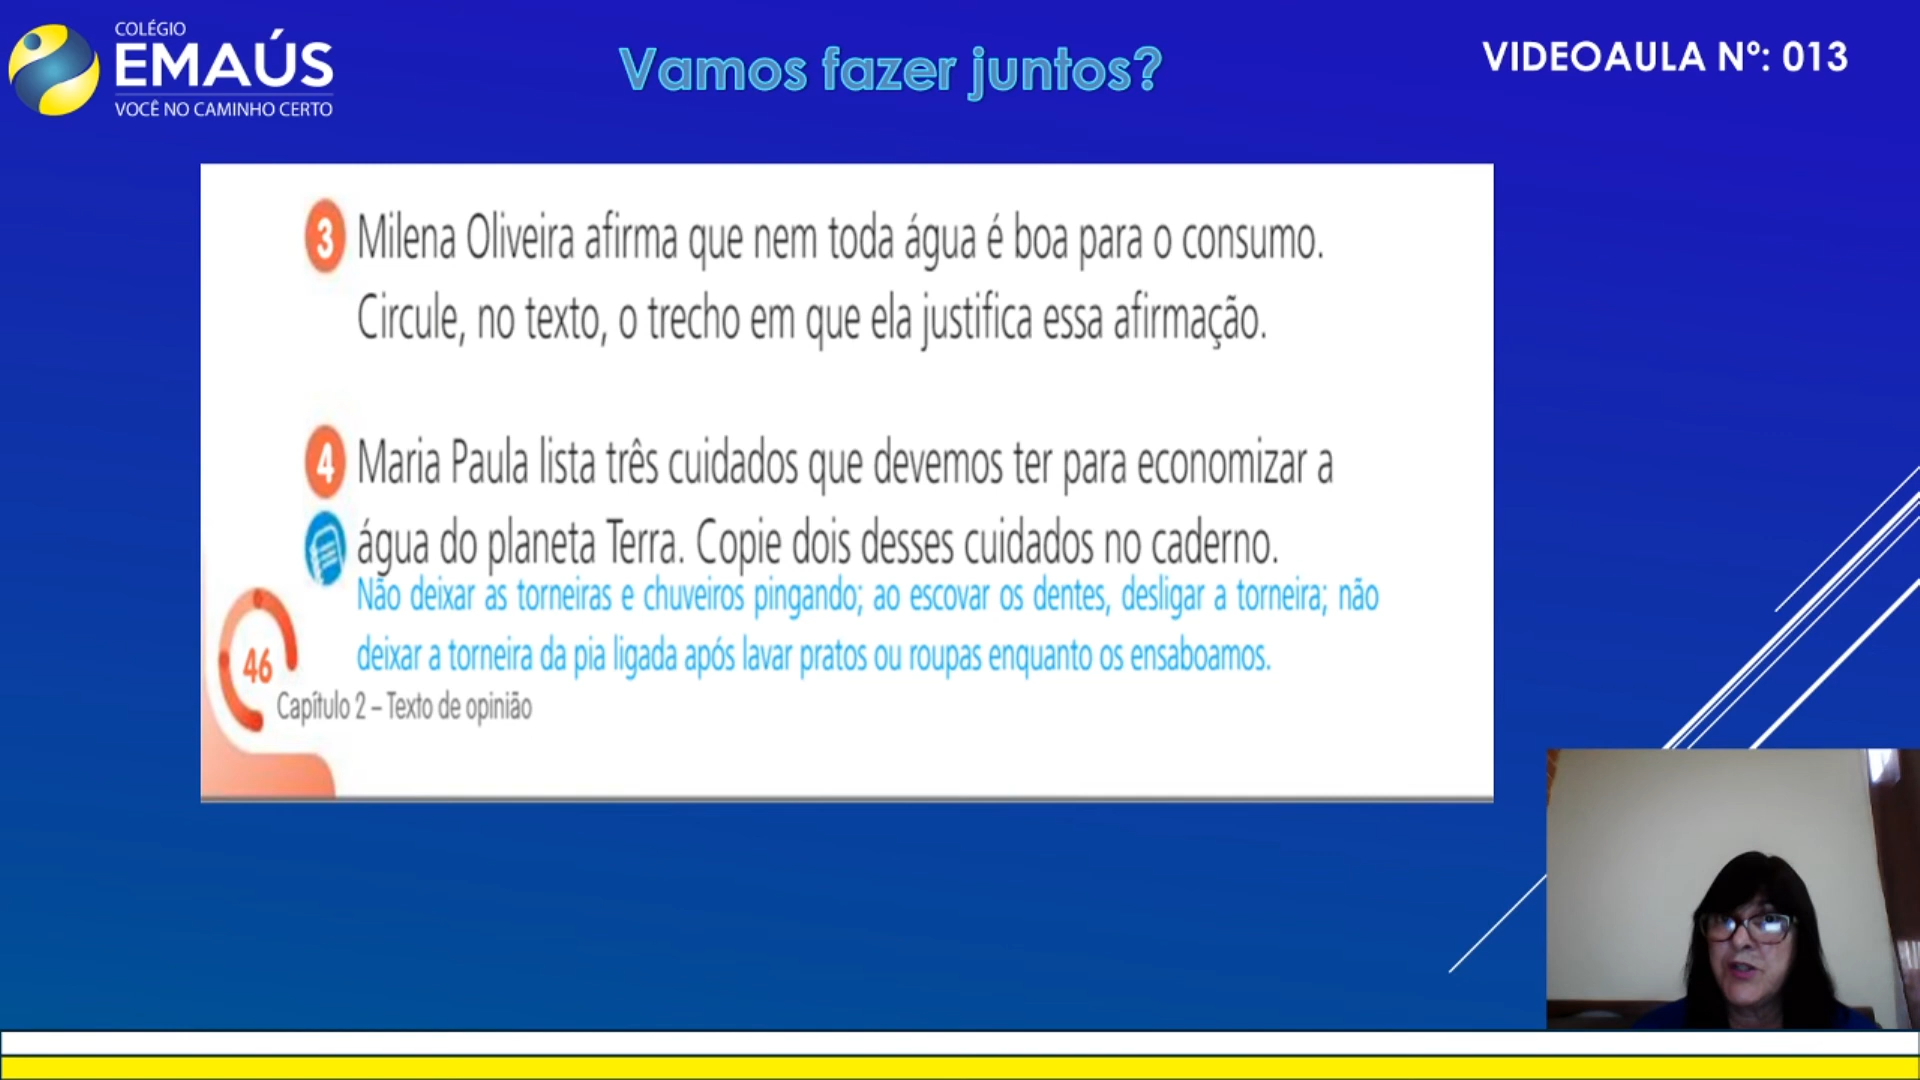 COLÉGIO
EMAÚS
VOCÊ NO CAMINHO CERTO
Vamos fazer juntos?
VIDEOAULA Nº: 013
3 Milena Oliveira afirma que nem toda água é boa para o consumo.
Circule, no texto, o trecho em que ela justifica essa afirmação.
4 Maria Paula lista três cuidados que devemos ter para economizar a
água do planeta Terra. Copie dois desses cuidados no caderno.
Não deixar as torneiras e chuveiros pingando; ao escovar os dentes, desligar a torneira; não
deixar a torneira da pia ligada após lavar pratos ou roupas enquanto os ensaboamos.
46
Capítulo 2 – Texto de opinião